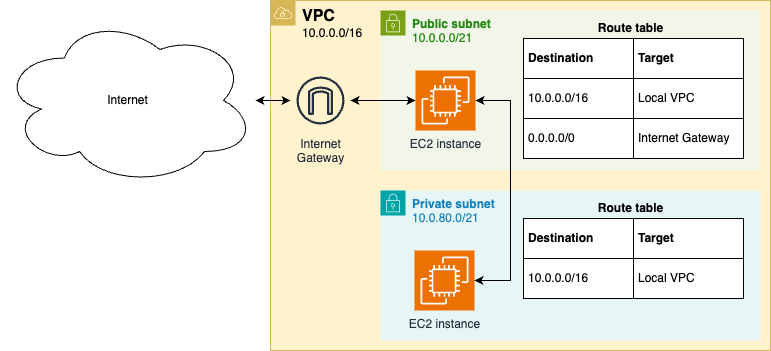 Internet
VPC
10.0.0.0/16
Internet
Gateway
Public subnet
10.0.0.0/21
EC2 instance
Route table
Destination Target
10.0.0.0/16 Local VPC
0.0.0.0/0 Internet Gateway
Private subnet
10.0.80.0/21
EC2 instance
Route table
Destination Target
10.0.0.0/16 Local VPC